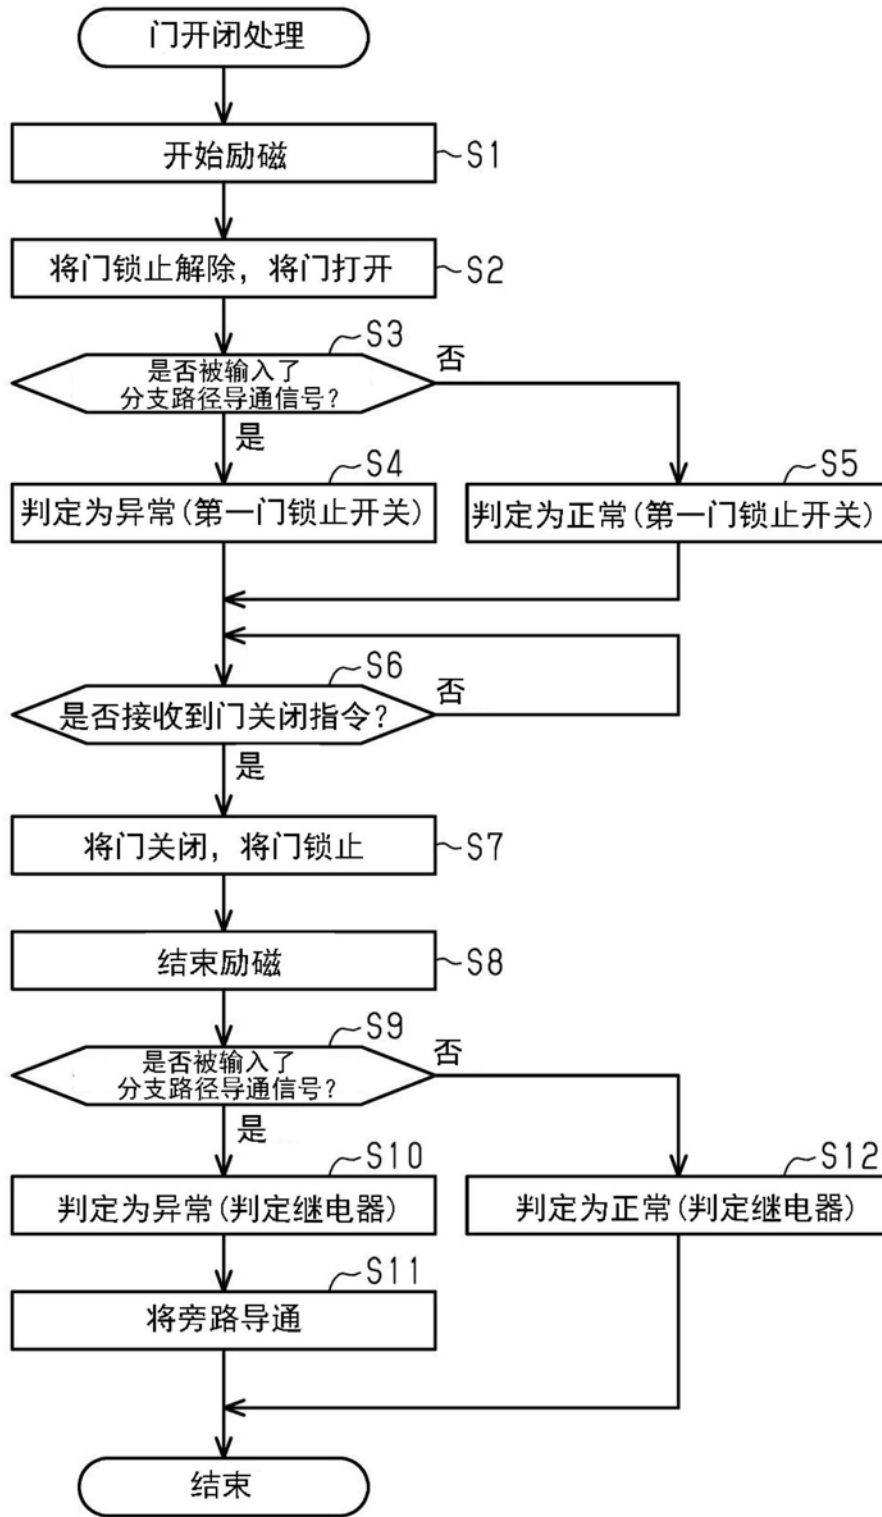 门开闭处理
开始励磁
S1
将门锁止解除，将门打开
S2
S3
是否被输入了
分支路径导通信号？
否
是
S4
判定为异常(第一门锁止开关)
S5
判定为正常(第一门锁止开关)
S6
是否接收到门关闭指令？
否
是
将门关闭，将门锁止
S7
结束励磁
S8
S9
是否被输入了
分支路径导通信号？
否
是
S10
判定为异常(判定继电器)
S12
判定为正常(判定继电器)
S11
将旁路导通
结束